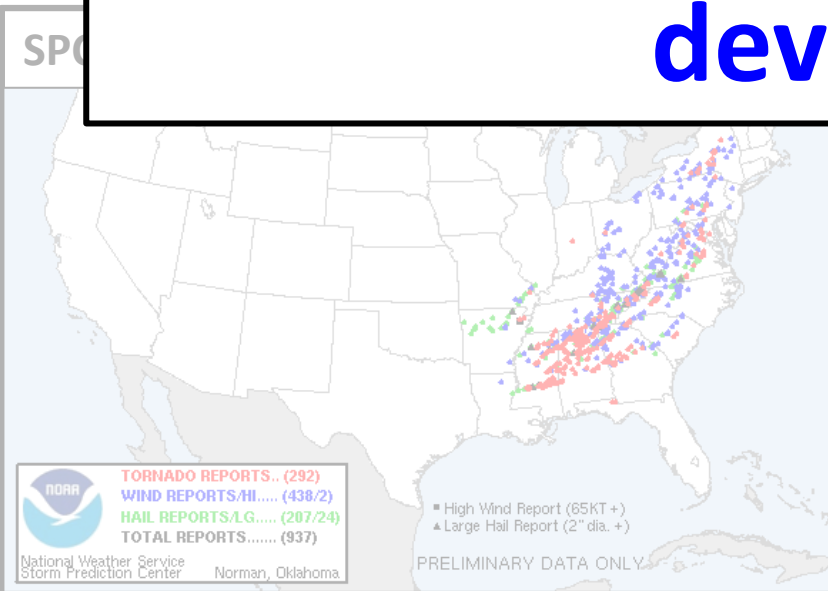 dev
SPC
NOAA
TORNADO REPORTS.. (292)
WIND REPORTS/HI..... (438/2)
HAIL REPORTS/LG..... (207/24)
TOTAL REPORTS....... (937)
National Weather Service
Storm Prediction Center Norman, Oklahoma
■ High Wind Report (65KT +)
▲ Large Hail Report (2" dia. +)
PRELIMINARY DATA ONLY